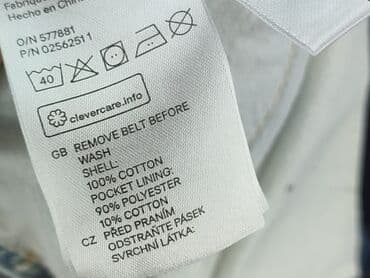 Hecho en Chin
O/N 577881
P/N 02562511
40
clevercare.info
GB REMOVE BELT BEFORE
WASH
SHELL:
100% COTTON
POCKET LINING:
90% POLYESTER
10% COTTON
CZ PŘED PRANÍM
ODSTRAŇTE PÁSEK
SVRCHNÍ LÁTKA: